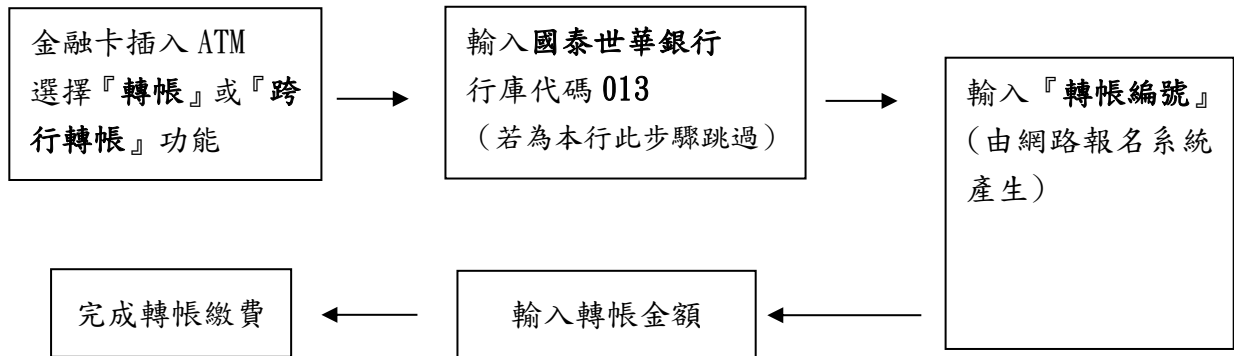 金融卡插入 ATM
選擇『轉帳』或『跨
行轉帳』功能
輸入國泰世華銀行
行庫代碼 013
（若為本行此步驟跳過）
輸入『轉帳編號』
（由網路報名系統
產生）
輸入轉帳金額
完成轉帳繳費